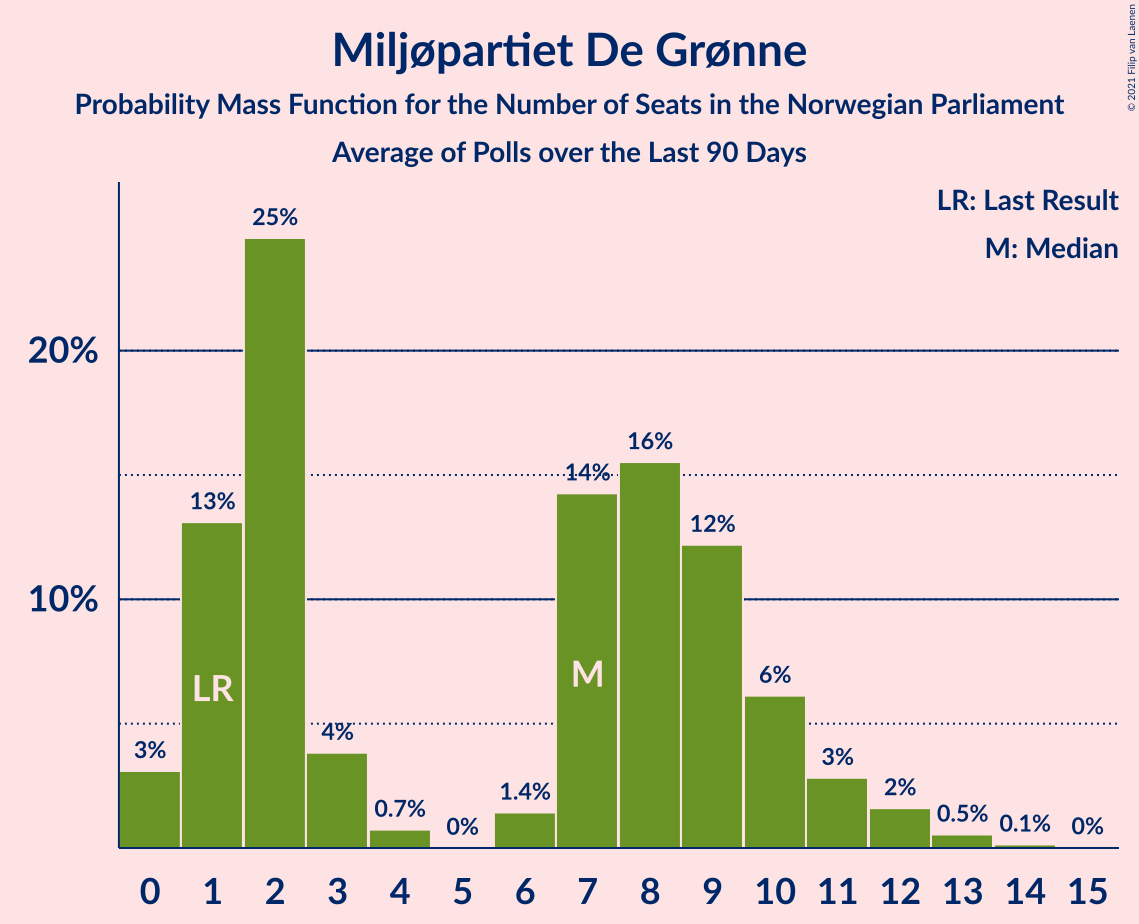 Miljøpartiet De Grønne
Probability Mass Function for the Number of Seats in the Norwegian Parliament
Average of Polls over the Last 90 Days
© 2021 Filip van Laenen
LR: Last Result
M: Median
25%
20%
16%
14%
13%
12%
10%
LR
M
6%
4%
3%
3%
2%
1.4%
0.7%
0.5%
0.1%
0%
0%
0 1 2 3 4 5 6 7 8 9 10 11 12 13 14 15